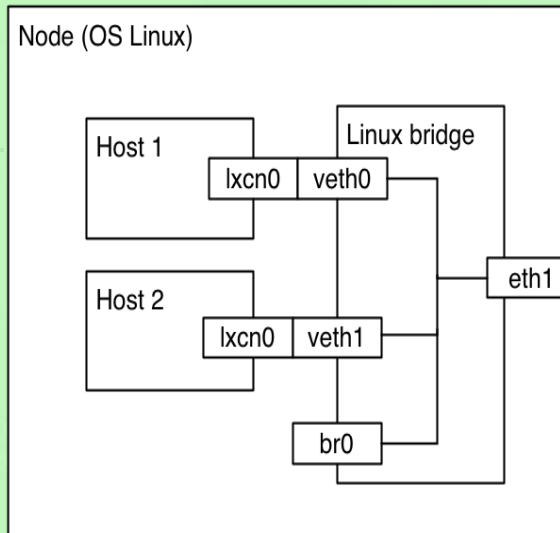 Node (OS Linux)
Host 1
Linux bridge
lxcn0
veth0
eth1
Host 2
lxcn0
veth1
br0